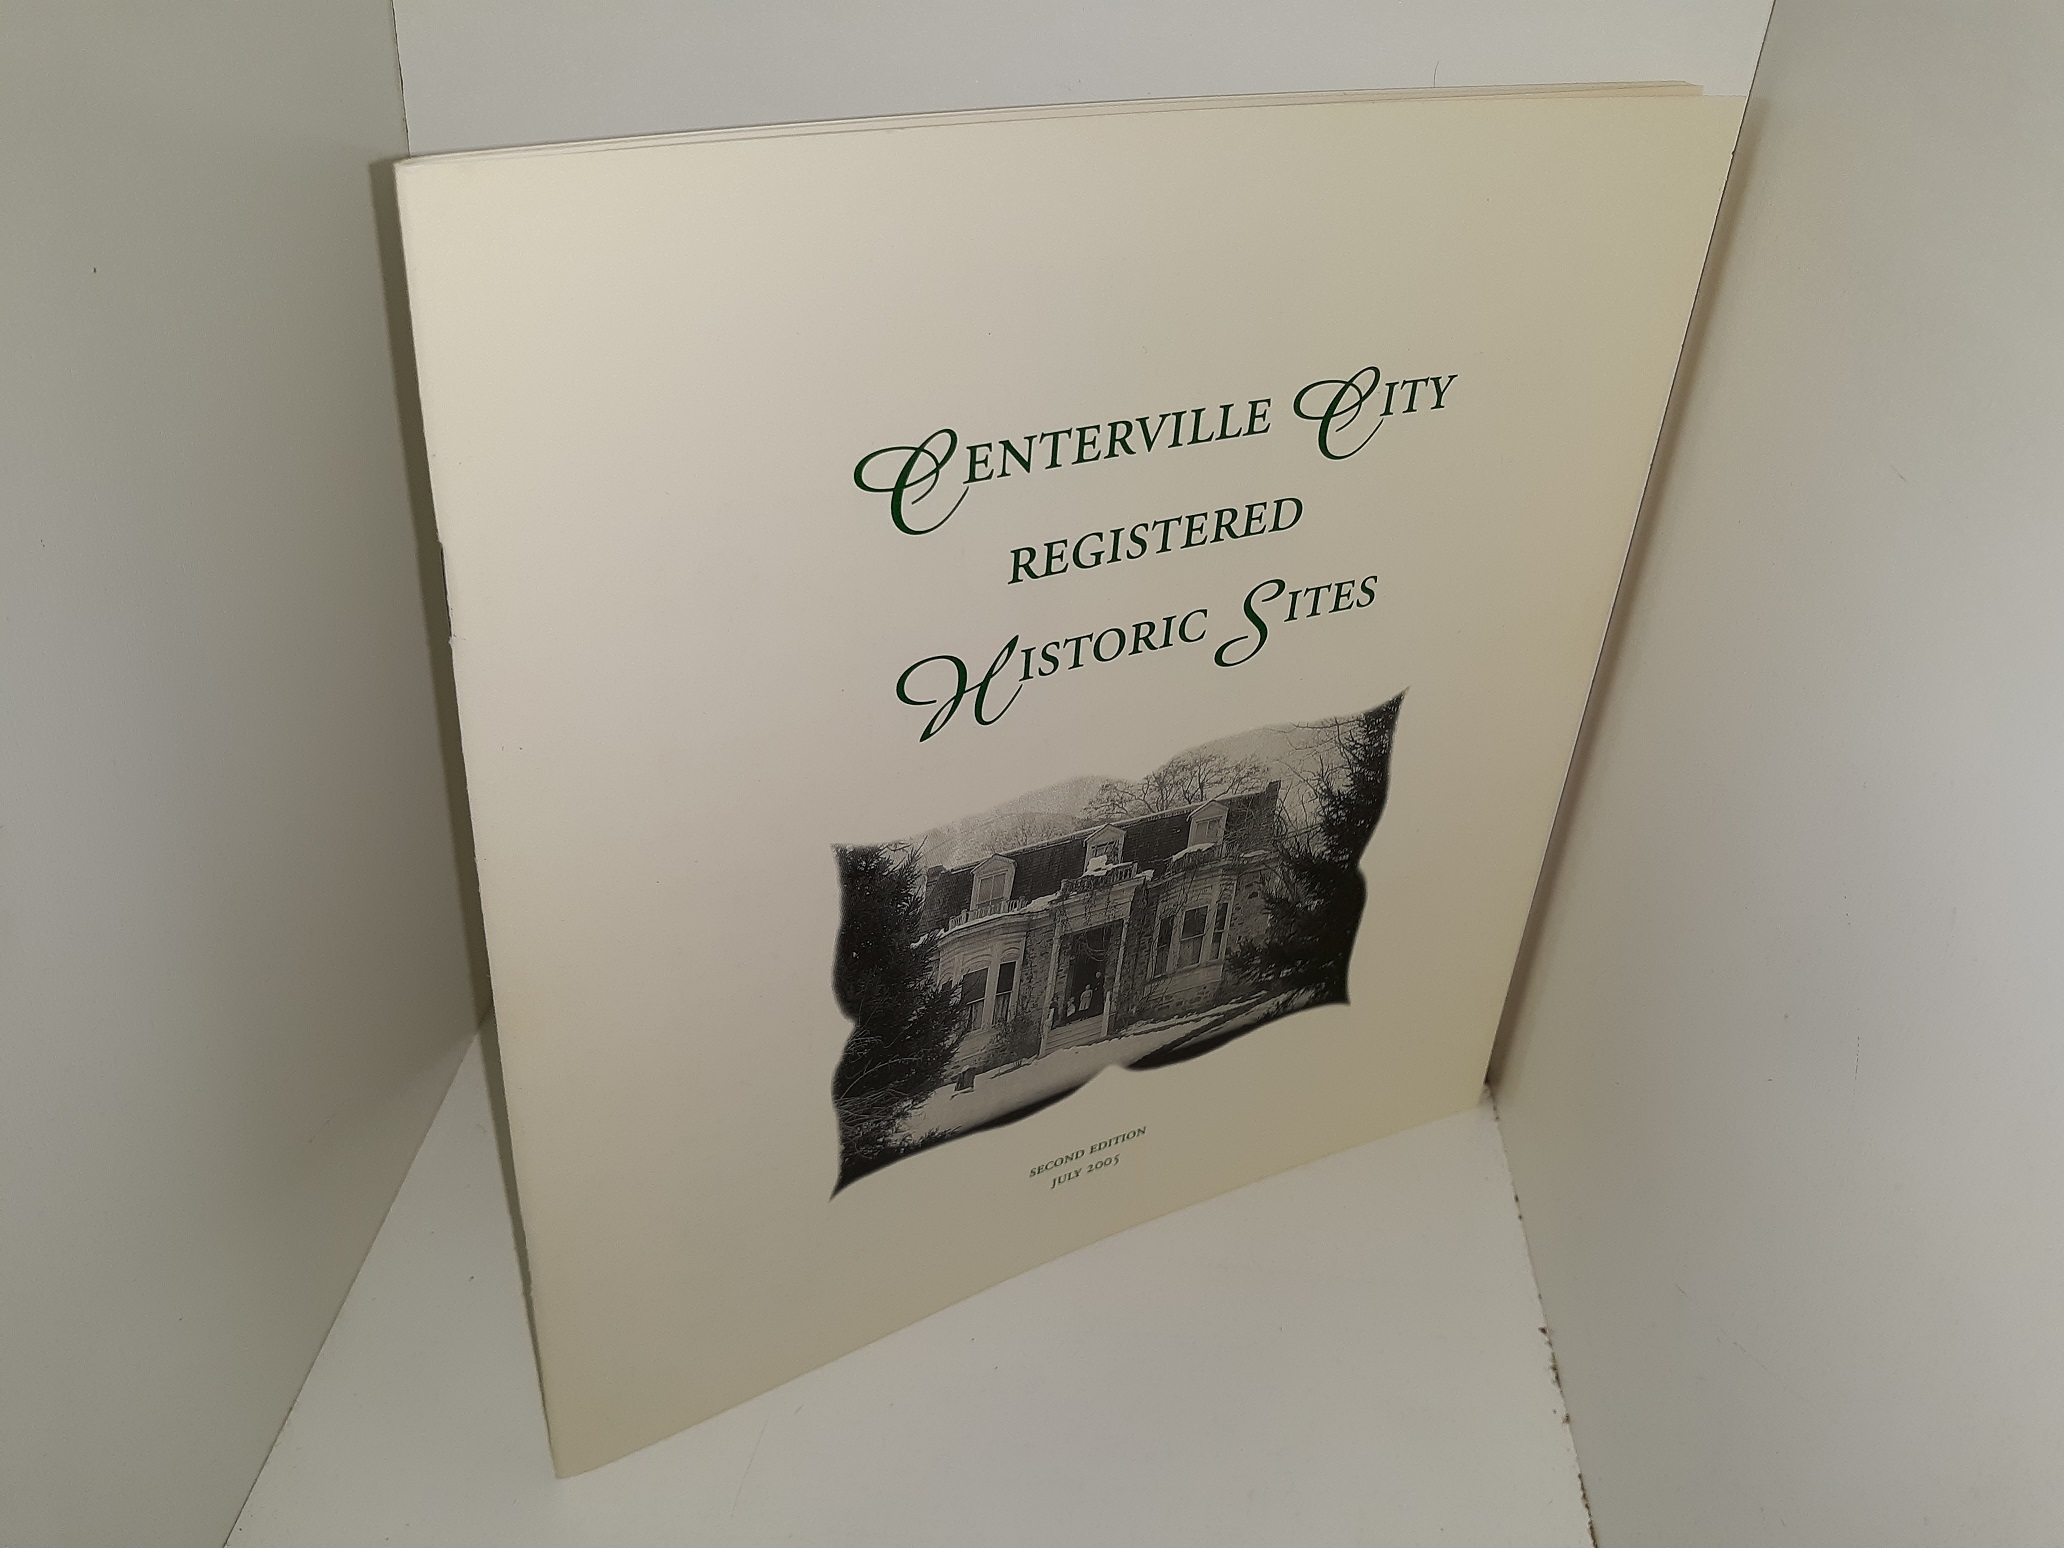 Centerville City
registered
Historic Sites
second edition
july 2005